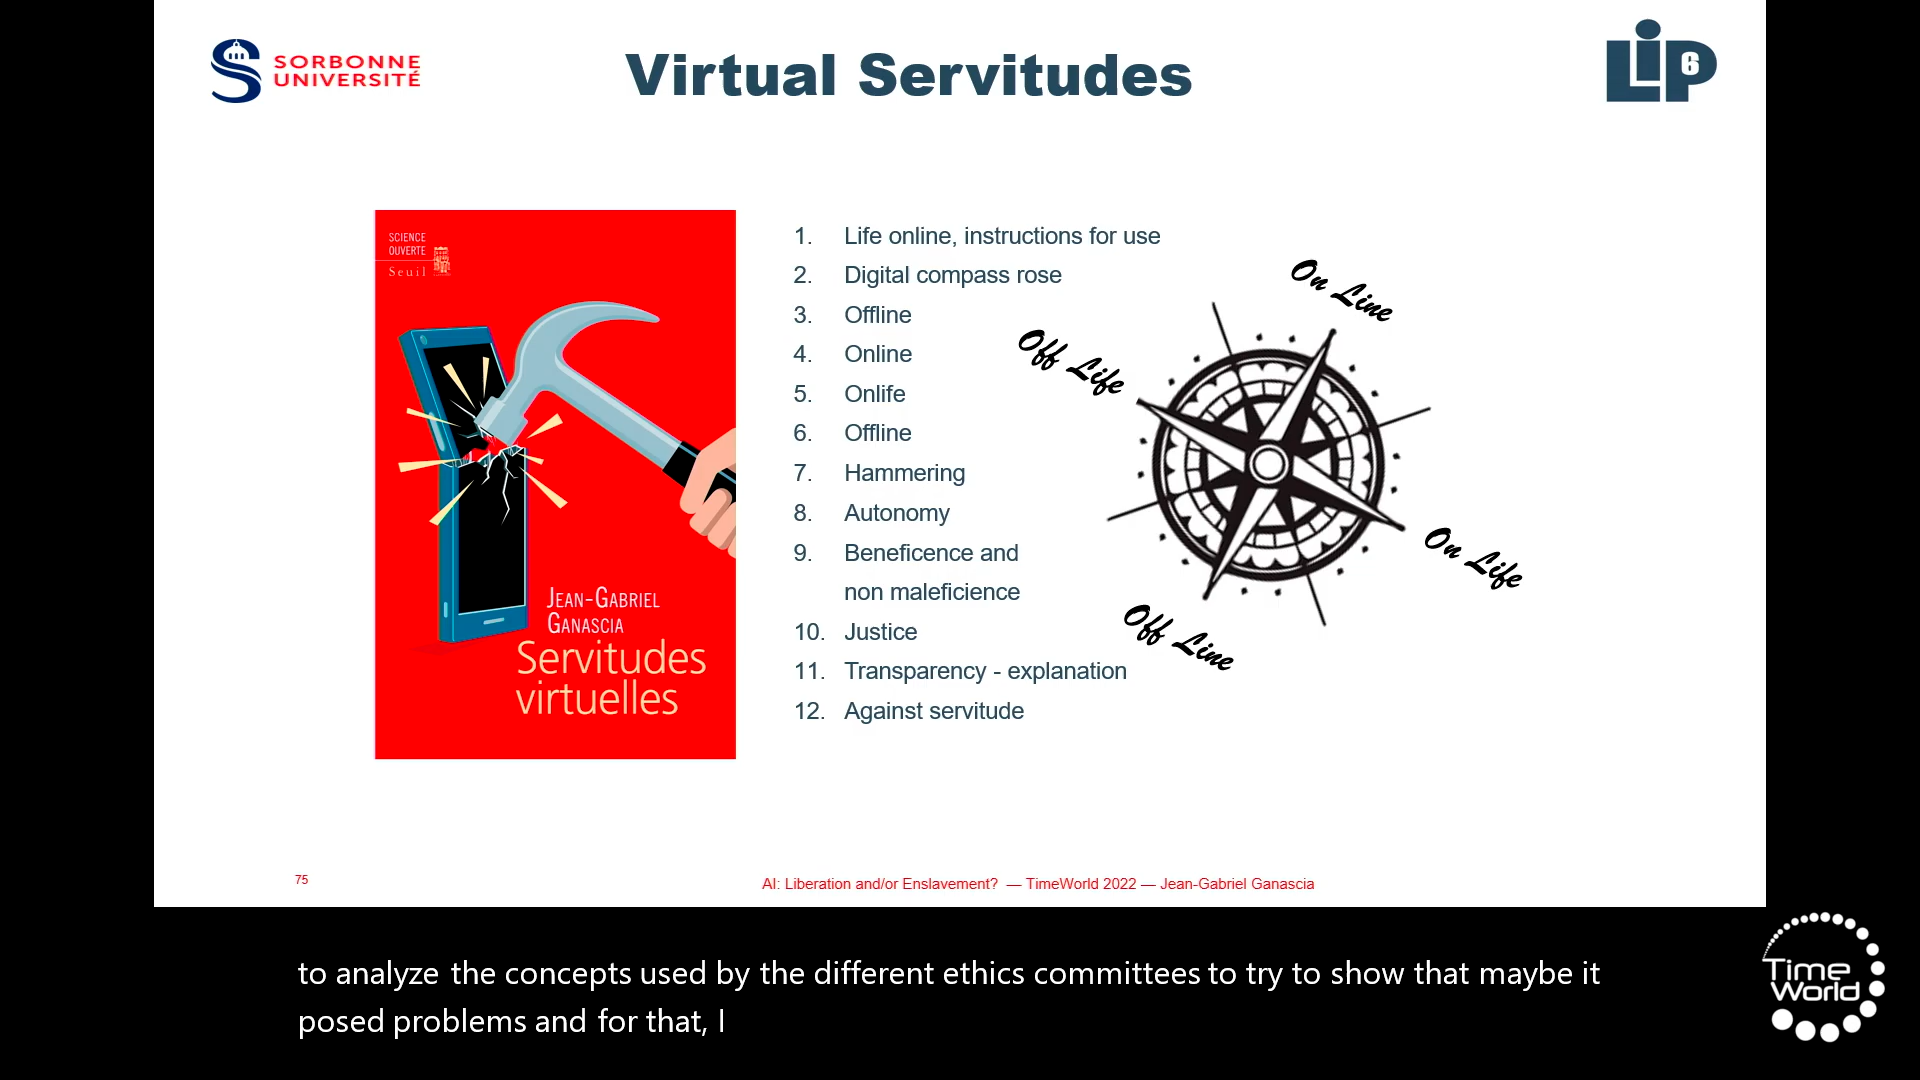 SORBONNE
UNIVERSITÉ
Virtual Servitudes
LiP6
SCIENCE
OUVERTE
Seuil
JEAN-GABRIEL
GANASCIA
Servitudes
virtuelles
1. Life online, instructions for use
2. Digital compass rose
3. Offline
4. Online
5. Onlife
6. Offline
7. Hammering
8. Autonomy
9. Beneficence and
non maleficience
10. Justice
11. Transparency - explanation
12. Against servitude
On Line
Off Life
On Life
Off Line
75
AI: Liberation and/or Enslavement? — TimeWorld 2022 — Jean-Gabriel Ganascia
to analyze the concepts used by the different ethics committees to try to show that maybe it
posed problems and for that, I
Time
World